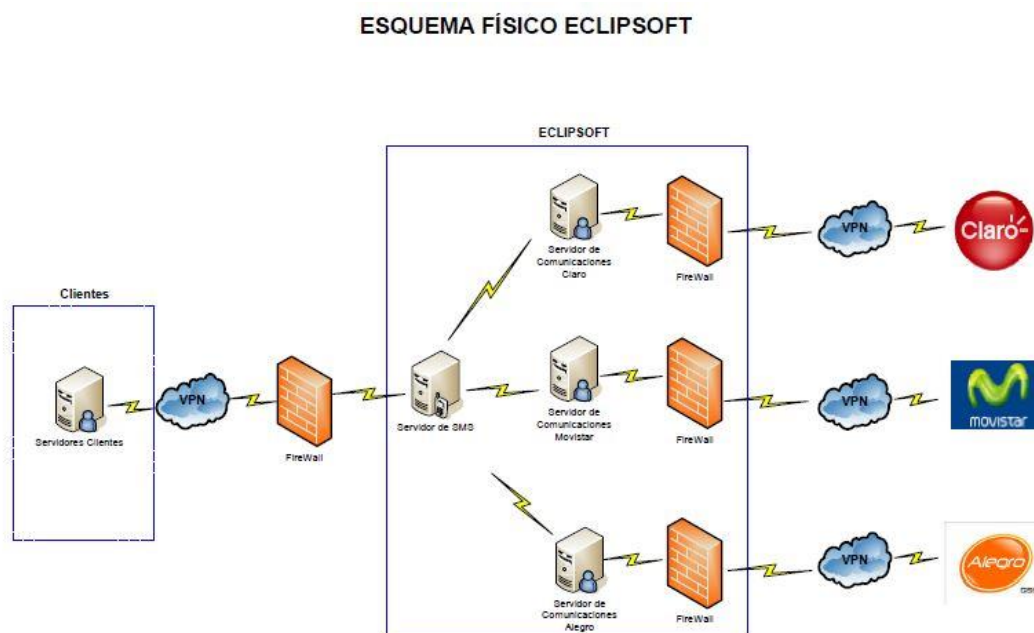 ESQUEMA FÍSICO ECLIPSOFT
ECLIPSOFT
Servidor de
Comunicaciones
Claro
FireWall
VPN
Claro
Clientes
Servidores Clientes
VPN
FireWall
Servidor de SMS
Servidor de
Comunicaciones
Movistar
FireWall
VPN
movistar
Servidor de
Comunicaciones
Alegro
FireWall
VPN
Alegro